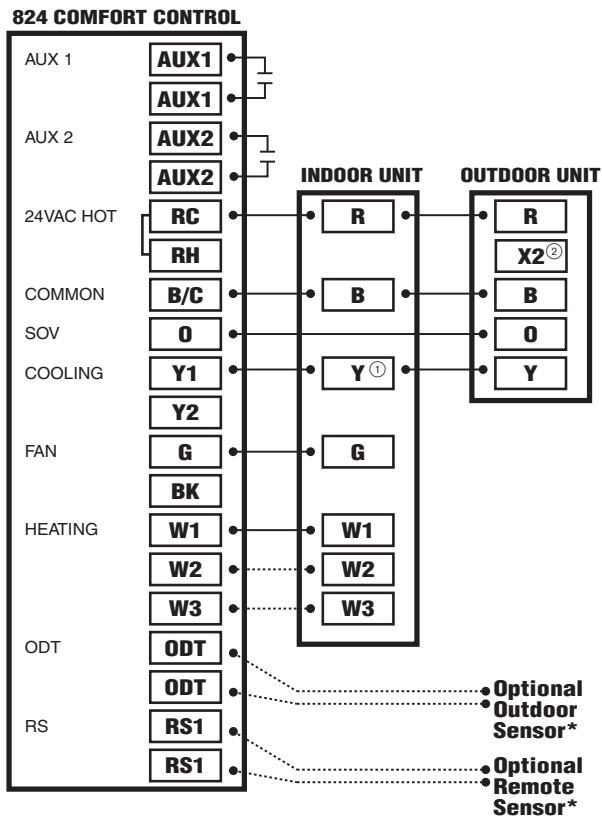 824 COMFORT CONTROL
AUX 1 AUX1
AUX1
AUX 2 AUX2
AUX2
INDOOR UNIT OUTDOOR UNIT
24VAC HOT RC R R
RH X2②
COMMON B/C B B
SOV O O
COOLING Y1 Y① Y
Y2
FAN G G
BK
HEATING W1 W1
W2 W2
W3 W3
ODT ODT
ODT
Optional
Outdoor
Sensor*
RS RS1
RS1
Optional
Remote
Sensor*